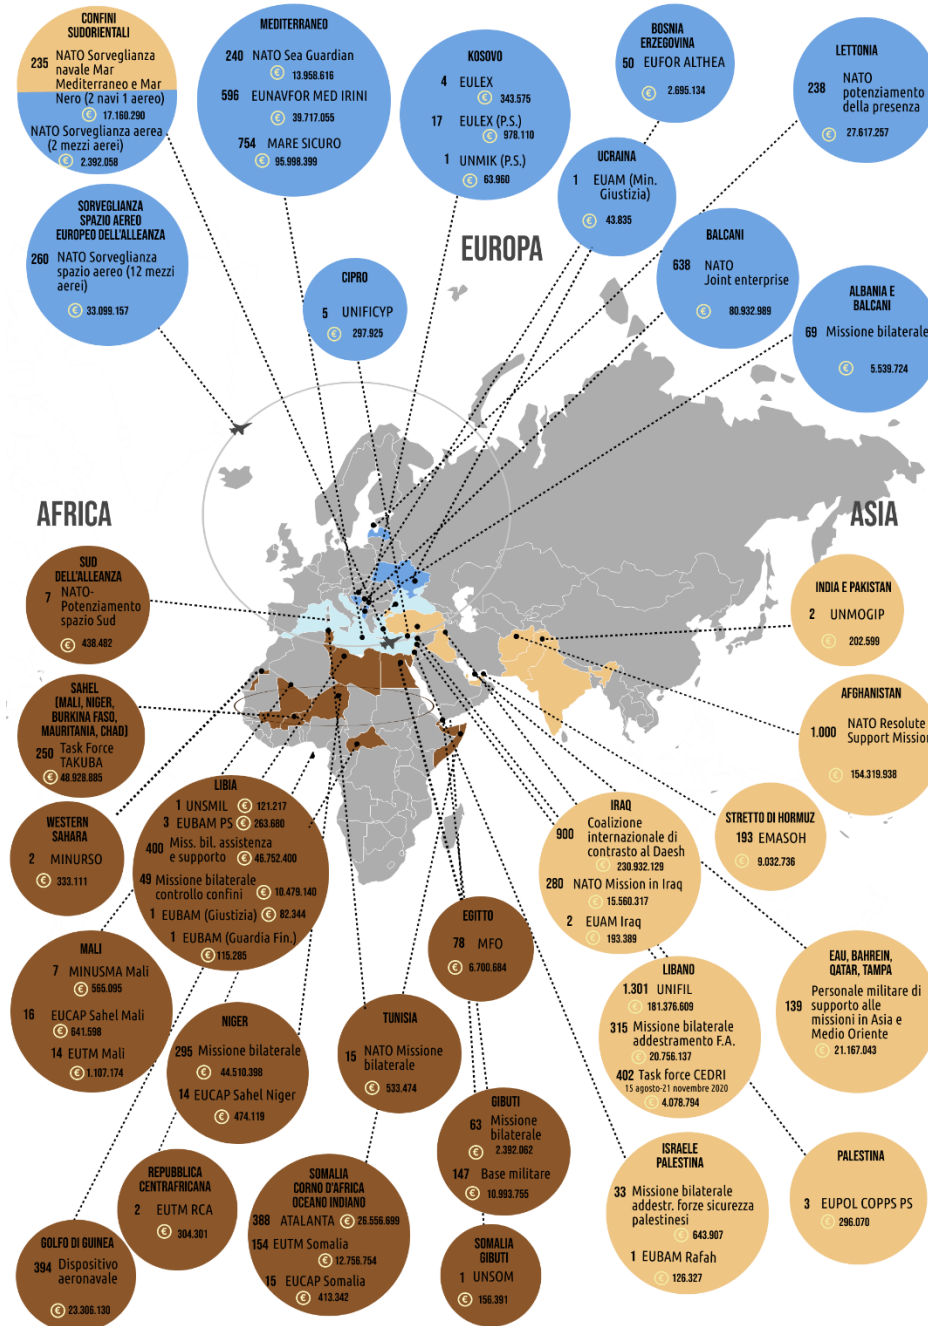 CONFINI
SUDORIENTALI
235 NATO Sorveglianza
navale Mar
Mediterraneo e Mar
Nero (2 navi 1 aereo)
€ 17.160.290
NATO Sorveglianza aerea
(2 mezzi aerei)
€ 2.392.058
MEDITERRANEO
240 NATO Sea Guardian
€ 13.958.616
596 EUNAVFOR MED IRINI
€ 39.717.055
754 MARE SICURO
€ 95.998.399
KOSOVO
4 EULEX
€ 343.575
17 EULEX (P.S.)
€ 978.110
1 UNMIK (P.S.)
€ 63.960
BOSNIA
ERZEGOVINA
50 EUFOR ALTHEA
€ 2.695.134
LETTONIA
238 NATO
potenziamento
della presenza
€ 27.617.257
UCRAINA
1 EUAM (Min.
Giustizia)
€ 43.835
SORVEGLIANZA
SPAZIO AEREO
EUROPEO DELL'ALLEANZA
260 NATO Sorveglianza
spazio aereo (12 mezzi
aerei)
€ 33.099.157
EUROPA
CIPRO
5 UNIFICYP
€ 297.925
BALCANI
638 NATO
Joint enterprise
€ 80.932.989
ALBANIA E
BALCANI
69 Missione bilaterale
€ 5.539.724
AFRICA
ASIA
SUD
DELL'ALLEANZA
7 NATO-
Potenziamento
spazio Sud
€ 438.482
INDIA E PAKISTAN
2 UNMOGIP
€ 202.599
SAHEL
(MALI, NIGER,
BURKINA FASO,
MAURITANIA, CHAD)
250 Task Force
TAKUBA
€ 48.928.885
AFGHANISTAN
1.000 NATO Resolute
Support Mission
€ 154.319.938
WESTERN
SAHARA
2 MINURSO
€ 333.111
LIBIA
1 UNSMIL € 121.217
3 EUBAM PS € 263.680
400 Miss. bil. assistenza
e supporto € 46.752.400
49 Missione bilaterale
controllo confini € 10.479.140
1 EUBAM (Giustizia) € 82.344
1 EUBAM (Guardia Fin.)
€ 115.285
IRAQ
900 Coalizione
internazionale di
contrasto al Daesh
€ 230.932.129
280 NATO Mission in Iraq
€ 15.560.317
2 EUAM Iraq
€ 193.389
STRETTO DI HORMUZ
193 EMASOH
€ 9.032.736
EGITTO
78 MFO
€ 6.700.684
MALI
7 MINUSMA Mali
€ 565.095
16 EUCAP Sahel Mali
€ 641.598
14 EUTM Mali
€ 1.107.174
EAU, BAHREIN,
QATAR, TAMPA
139 Personale militare di
supporto alle
missioni in Asia e
Medio Oriente
€ 21.167.043
LIBANO
1.301 UNIFIL
€ 181.376.609
315 Missione bilaterale
addestramento F.A.
€ 20.756.137
402 Task force CEDRI
15 agosto-21 novembre 2020
€ 4.078.794
NIGER
295 Missione bilaterale
€ 44.510.398
14 EUCAP Sahel Niger
€ 474.119
TUNISIA
15 NATO Missione
bilaterale
€ 533.474
GIBUTI
63 Missione
bilaterale
€ 2.392.062
147 Base militare
€ 10.993.755
REPUBBLICA
CENTRAFRICANA
2 EUTM RCA
€ 304.301
SOMALIA
CORNO D'AFRICA
OCEANO INDIANO
388 ATALANTA € 26.556.699
154 EUTM Somalia
€ 12.756.754
15 EUCAP Somalia
€ 413.342
ISRAELE
PALESTINA
33 Missione bilaterale
addestr. forze sicurezza
palestinesi
€ 643.907
1 EUBAM Rafah
€ 126.327
PALESTINA
3 EUPOL COPPS PS
€ 296.070
GOLFO DI GUINEA
394 Dispositivo
aeronavale
€ 23.306.130
SOMALIA
GIBUTI
1 UNSOM
€ 156.391